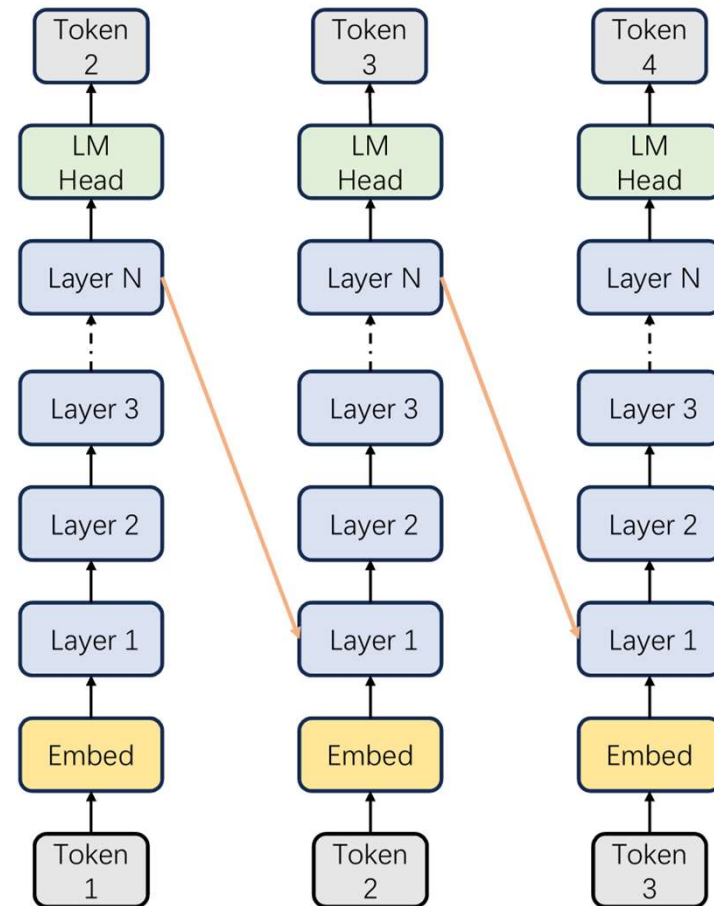 Token
2
Token
3
Token
4
LM
Head
LM
Head
LM
Head
Layer N
Layer N
Layer N
Layer 3
Layer 3
Layer 3
Layer 2
Layer 2
Layer 2
Layer 1
Layer 1
Layer 1
Embed
Embed
Embed
Token
1
Token
2
Token
3